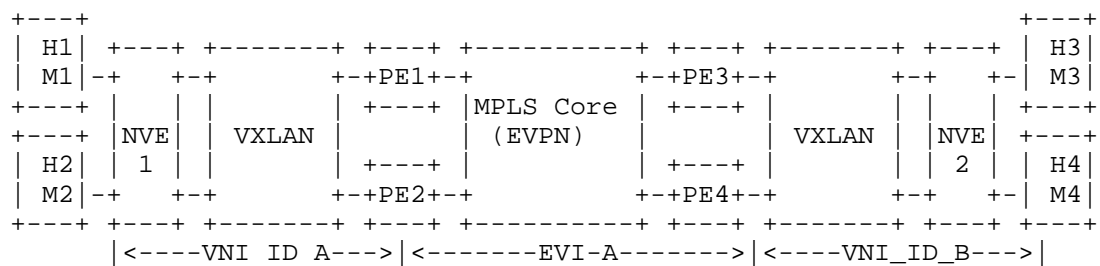 +---+                                                           +---+
| H1| +---+ +-------+ +---+ +----------+ +---+ +-------+ +---+ | H3|
| M1|-+   +-+       +-+PE1+-+          +-+PE3+-+       +-+   +-| M3|
+---+ |   | |       | +---+ |MPLS Core | +---+ |       | |   | +---+
+---+ |NVE| | VXLAN |       |  (EVPN)  |       | VXLAN | |NVE| +---+
| H2| | 1 | |       | +---+ |          | +---+ |       | | 2 | | H4|
| M2|-+   +-+       +-+PE2+-+          +-+PE4+-+       +-+   +-| M4|
+---+ +---+ +-------+ +---+ +----------+ +---+ +-------+ +---+ +---+
|<----VNI ID A--->|<-------EVI-A------->|<----VNI_ID_B--->|